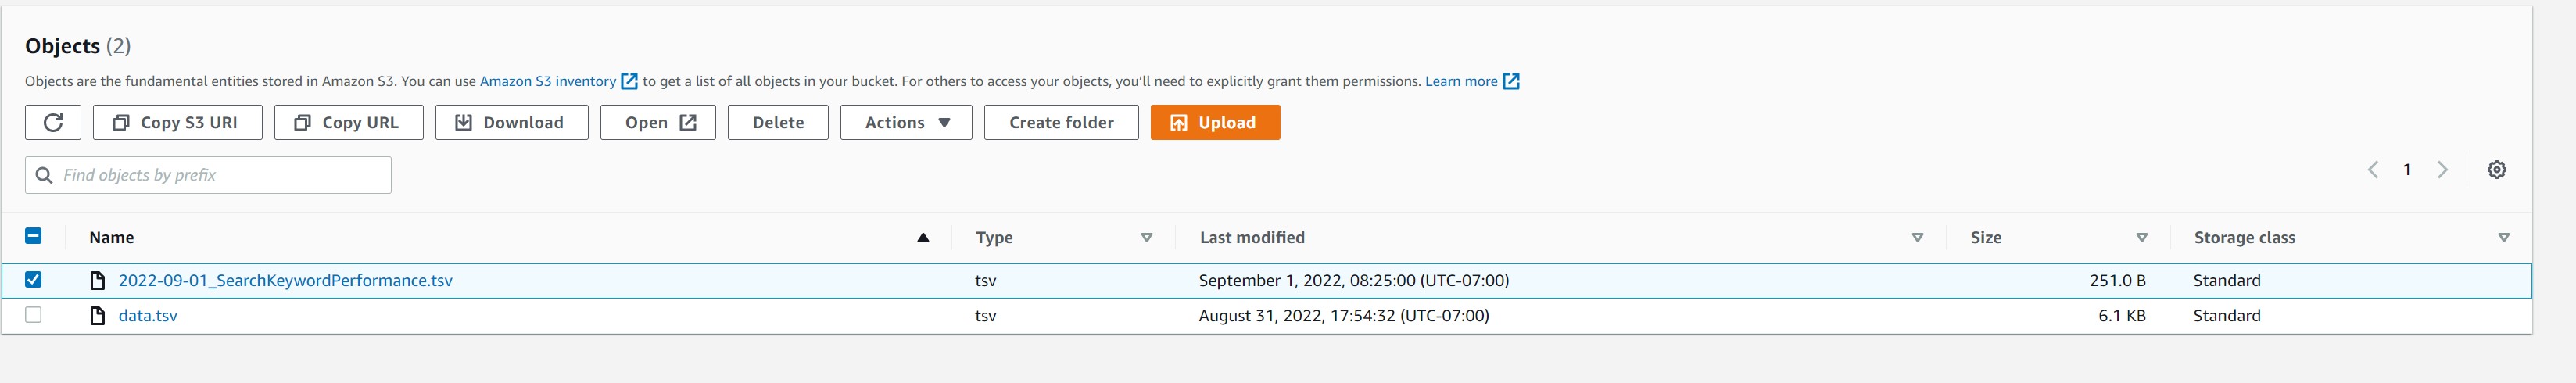 Objects (2)
Objects are the fundamental entities stored in Amazon S3. You can use Amazon S3 inventory to get a list of all objects in your bucket. For others to access your objects, you'll need to explicitly grant them permissions. Learn more
Copy S3 URI Copy URL Download Open Delete Actions Create folder Upload
Find objects by prefix
1
Name Type Last modified Size Storage class
2022-09-01_SearchKeywordPerformance.tsv tsv September 1, 2022, 08:25:00 (UTC-07:00) 251.0 B Standard
data.tsv tsv August 31, 2022, 17:54:32 (UTC-07:00) 6.1 KB Standard